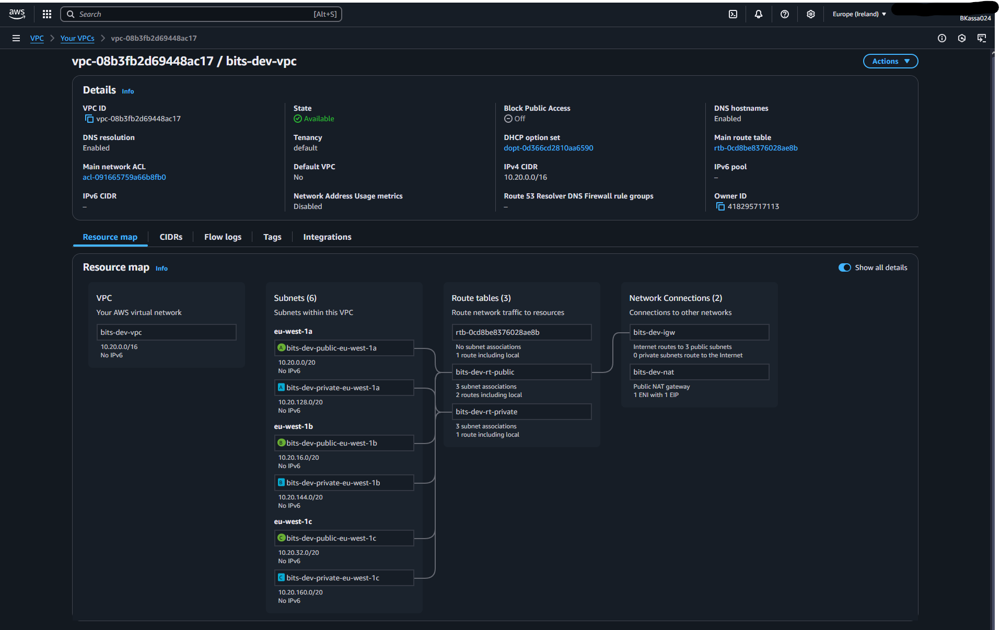 aws
Search [Alt+S]
Europe (Ireland)
BKassa024
VPC
Your VPCs
vpc-08b3fb2d69448ac17
vpc-08b3fb2d69448ac17 / bits-dev-vpc
Actions
Details Info
VPC ID
vpc-08b3fb2d69448ac17
State
Available
Block Public Access
Off
DNS hostnames
Enabled
DNS resolution
Enabled
Tenancy
default
DHCP option set
dopt-0d366cd2810aa6590
Main route table
rtb-0cd8be8376028ae8b
Main network ACL
acl-091665759a66b8fb0
Default VPC
No
IPv4 CIDR
10.20.0.0/16
IPv6 pool
–
IPv6 CIDR
–
Network Address Usage metrics
Disabled
Route 53 Resolver DNS Firewall rule groups
–
Owner ID
418295717113
Resource map
CIDRs
Flow logs
Tags
Integrations
Resource map Info
Show all details
VPC
Your AWS virtual network
bits-dev-vpc
10.20.0.0/16
No IPv6
Subnets (6)
Subnets within this VPC
eu-west-1a
A bits-dev-public-eu-west-1a
10.20.0.0/20
No IPv6
A bits-dev-private-eu-west-1a
10.20.128.0/20
No IPv6
eu-west-1b
B bits-dev-public-eu-west-1b
10.20.16.0/20
No IPv6
B bits-dev-private-eu-west-1b
10.20.144.0/20
No IPv6
eu-west-1c
C bits-dev-public-eu-west-1c
10.20.32.0/20
No IPv6
C bits-dev-private-eu-west-1c
10.20.160.0/20
No IPv6
Route tables (3)
Route network traffic to resources
rtb-0cd8be8376028ae8b
No subnet associations
1 route including local
bits-dev-rt-public
3 subnet associations
2 routes including local
bits-dev-rt-private
3 subnet associations
1 route including local
Network Connections (2)
Connections to other networks
bits-dev-igw
Internet routes to 3 public subnets
0 private subnets route to the Internet
bits-dev-nat
Public NAT gateway
1 ENI with 1 EIP